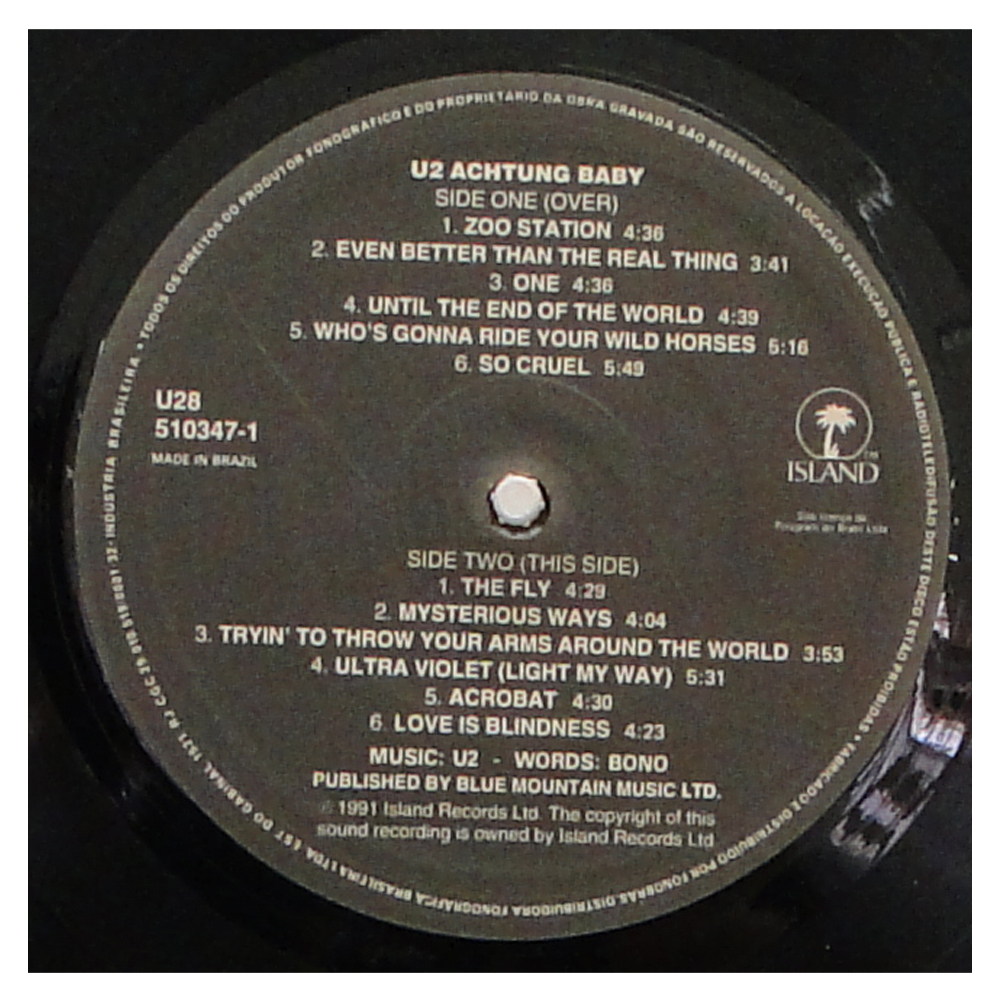 U2 ACHTUNG BABY
SIDE ONE (OVER)
1. ZOO STATION 4:36
2. EVEN BETTER THAN THE REAL THING 3:41
3. ONE 4:36
4. UNTIL THE END OF THE WORLD 4:39
5. WHO'S GONNA RIDE YOUR WILD HORSES 5:16
6. SO CRUEL 5:49
U28
510347-1
MADE IN BRAZIL
ISLAND
SIDE TWO (THIS SIDE)
1. THE FLY 4:29
2. MYSTERIOUS WAYS 4:04
3. TRYIN' TO THROW YOUR ARMS AROUND THE WORLD 3:53
4. ULTRA VIOLET (LIGHT MY WAY) 5:31
5. ACROBAT 4:30
6. LOVE IS BLINDNESS 4:23
MUSIC: U2 - WORDS: BONO
PUBLISHED BY BLUE MOUNTAIN MUSIC LTD.
1991 Island Records Ltd. The copyright of this
sound recording is owned by Island Records Ltd
INDUSTRIA BRASILEIRA • TODOS OS DIREITOS DO PRODUTOR FONOGRAFICO E DO PROPRIETARIO DA OBRA GRAVADA SÃO RESERVADOS A LOCAÇÃO EXECUÇÃO PUBLICA E RADIOTELEDIFUSÃO DESTE DISCO ESTÃO PROIBIDAS • FABRICADO E DISTRIBUIDO POR FONOBRAS DISTRIBUIDORA FONOGRAFICA BRASILEIRA LTDA EST DO GABINAL 1521 RJ CGC